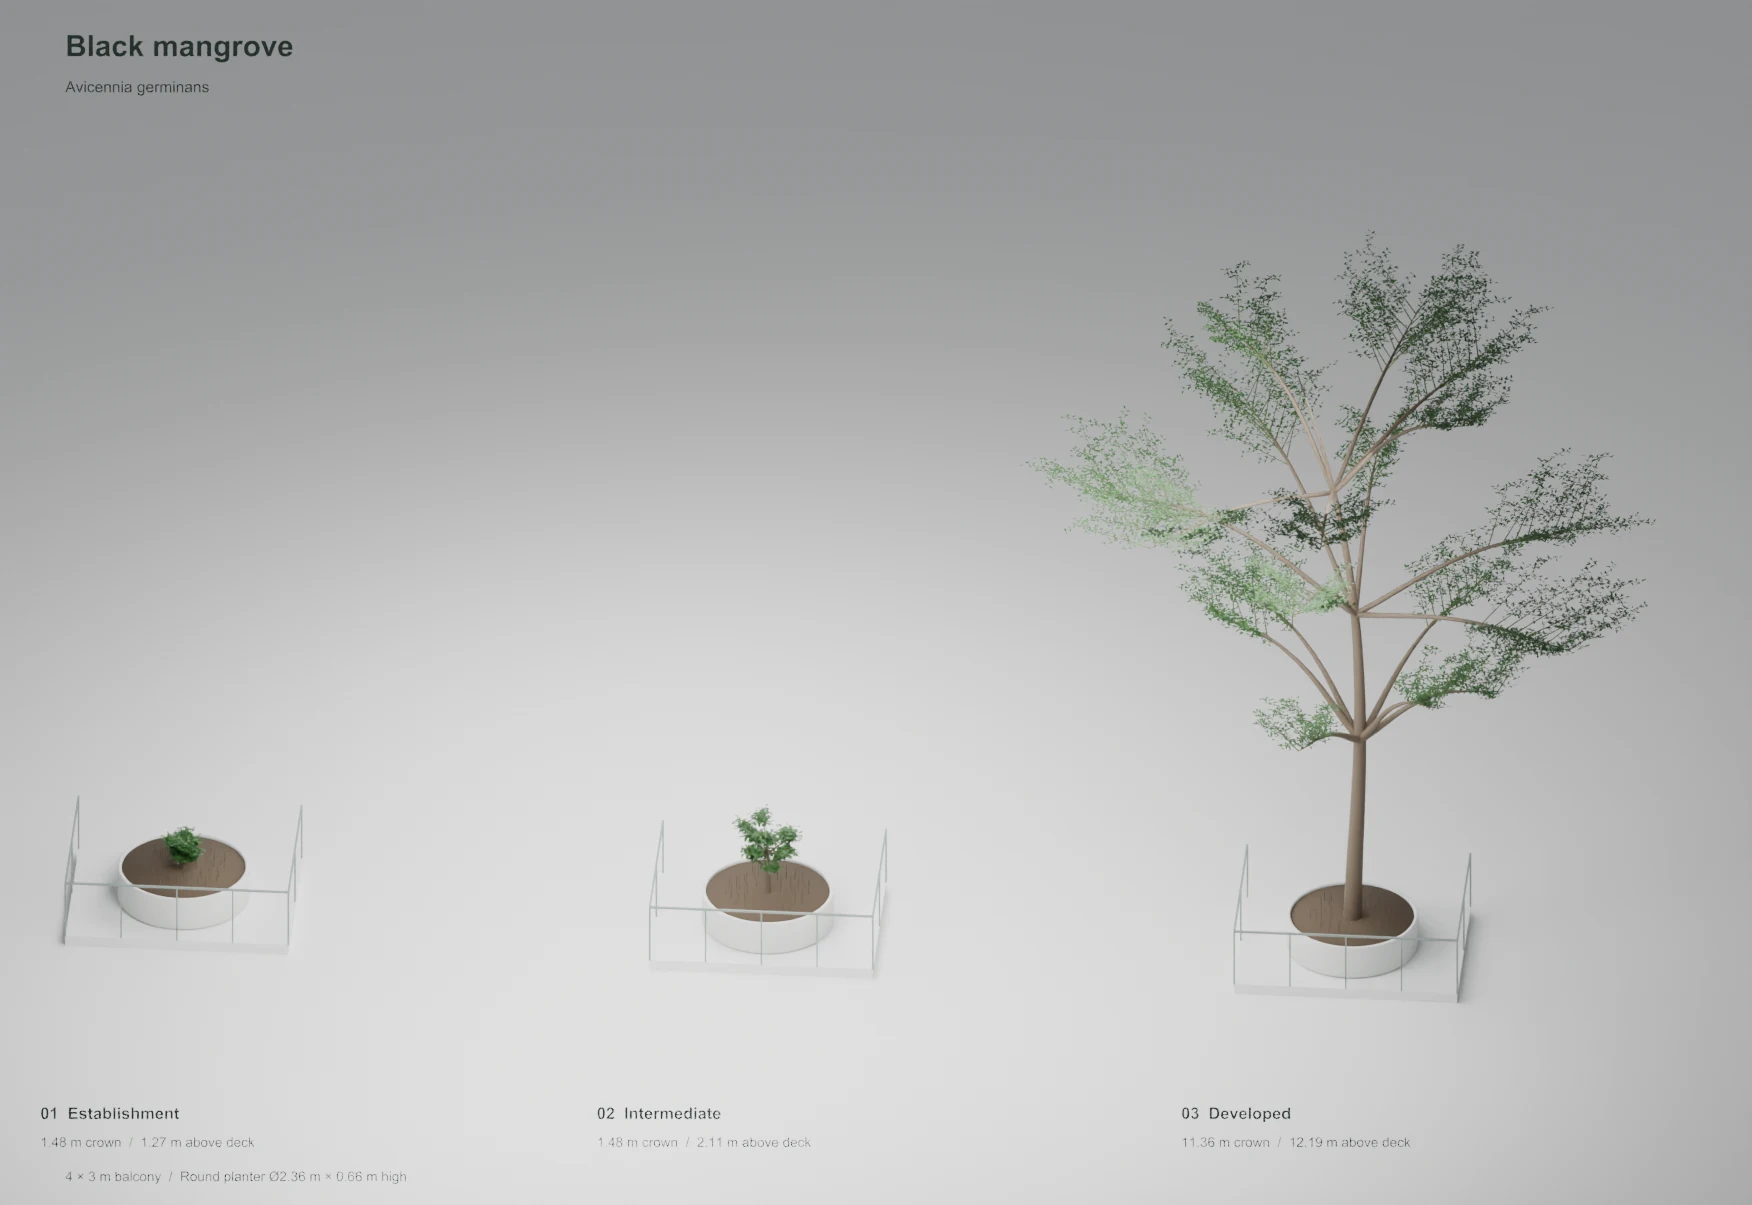 Black mangrove
Avicennia germinans
01 Establishment
1.48 m crown / 1.27 m above deck
4 × 3 m balcony / Round planter Ø2.36 m × 0.66 m high
02 Intermediate
1.48 m crown / 2.11 m above deck
03 Developed
11.36 m crown / 12.19 m above deck